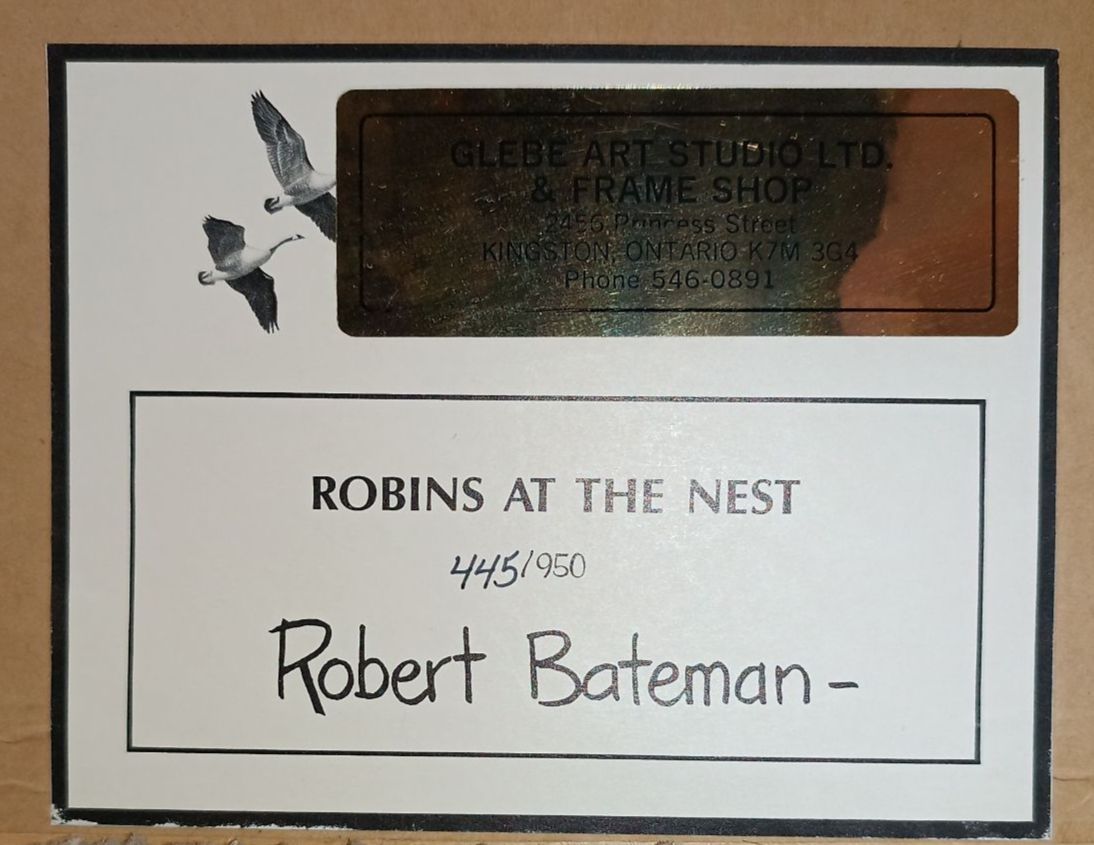 GLEBE ART STUDIO LTD.
& FRAME SHOP
2456 Princess Street
KINGSTON, ONTARIO K7M 3G4
Phone 546-0891
ROBINS AT THE NEST
445/950
Robert Bateman-